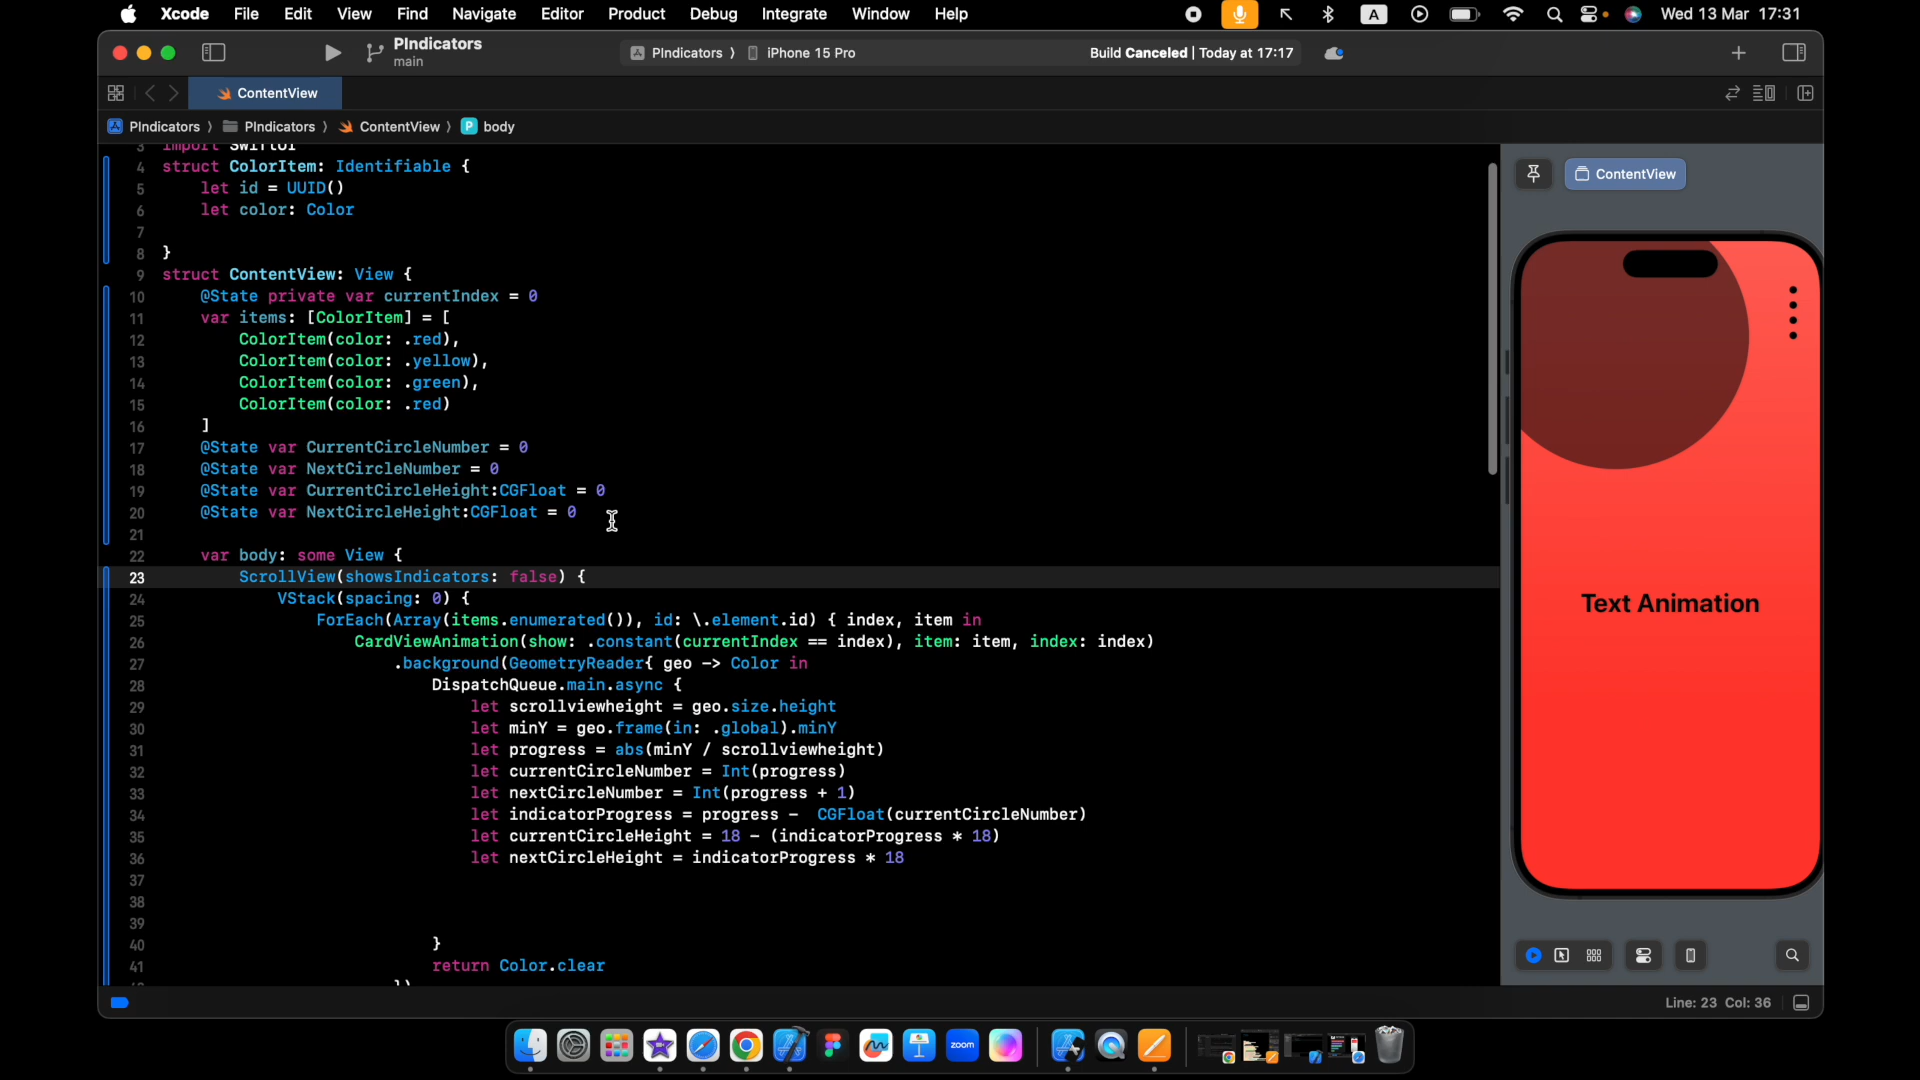 Xcode File Edit View Find Navigate Editor Product Debug Integrate Window Help A Wed 13 Mar 17:31
PIndicators
main
PIndicators 〉 iPhone 15 Pro
Build Canceled | Today at 17:17
ContentView
PIndicators 〉 PIndicators 〉 ContentView 〉 P body
3 import SwiftUI
4 struct ColorItem: Identifiable {
5 let id = UUID()
6 let color: Color
7
8 }
9 struct ContentView: View {
10 @State private var currentIndex = 0
11 var items: [ColorItem] = [
12 ColorItem(color: .red),
13 ColorItem(color: .yellow),
14 ColorItem(color: .green),
15 ColorItem(color: .red)
16 ]
17 @State var CurrentCircleNumber = 0
18 @State var NextCircleNumber = 0
19 @State var CurrentCircleHeight:CGFloat = 0
20 @State var NextCircleHeight:CGFloat = 0
21
22 var body: some View {
23 ScrollView(showsIndicators: false) {
24 VStack(spacing: 0) {
25 ForEach(Array(items.enumerated()), id: \.element.id) { index, item in
26 CardViewAnimation(show: .constant(currentIndex == index), item: item, index: index)
27 .background(GeometryReader{ geo -> Color in
28 DispatchQueue.main.async {
29 let scrollviewheight = geo.size.height
30 let minY = geo.frame(in: .global).minY
31 let progress = abs(minY / scrollviewheight)
32 let currentCircleNumber = Int(progress)
33 let nextCircleNumber = Int(progress + 1)
34 let indicatorProgress = progress - CGFloat(currentCircleNumber)
35 let currentCircleHeight = 18 - (indicatorProgress * 18)
36 let nextCircleHeight = indicatorProgress * 18
37
38
39
40 }
41 return Color.clear
})
ContentView
Text Animation
Line: 23 Col: 36
zoom